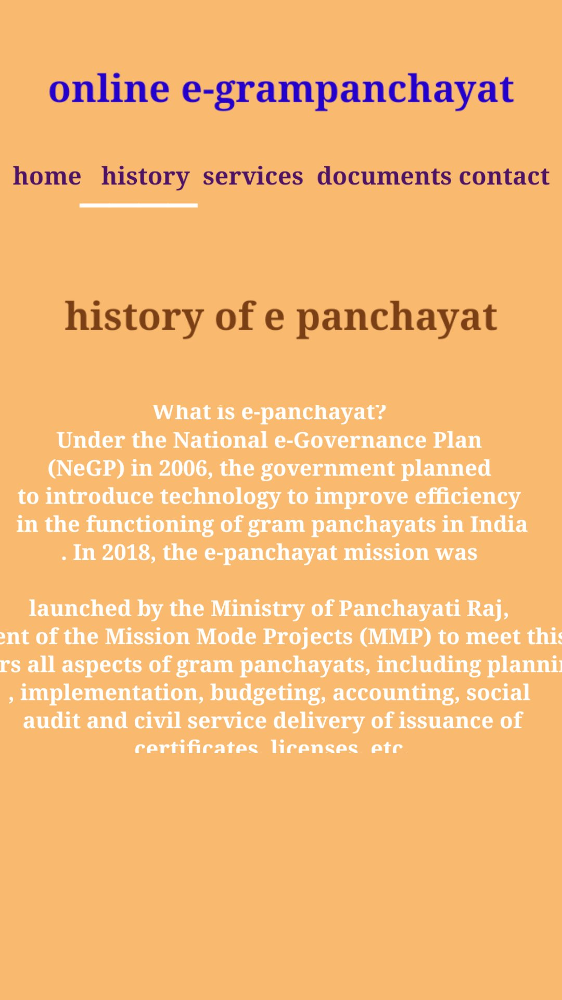 online e-grampanchayat
home history services documents contact
history of e panchayat
What is e-panchayat?
Under the National e-Governance Plan
(NeGP) in 2006, the government planned
to introduce technology to improve efficiency
in the functioning of gram panchayats in India
. In 2018, the e-panchayat mission was
launched by the Ministry of Panchayati Raj,
of the Mission Mode Projects (MMP) to meet this
all aspects of gram panchayats, including
, implementation, budgeting, accounting, social
audit and civil service delivery of issuance of
certificates, licenses, etc.